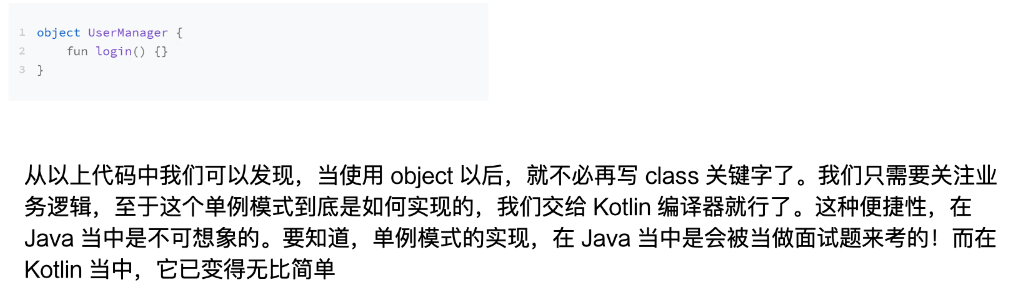 1 object UserManager {
2     fun login() {}
3 }
从以上代码中我们可以发现，当使用 object 以后，就不必再写 class 关键字了。我们只需要关注业
务逻辑，至于这个单例模式到底是如何实现的，我们交给 Kotlin 编译器就行了。这种便捷性，在
Java 当中是不可想象的。要知道，单例模式的实现，在 Java 当中是会被当做面试题来考的！而在
Kotlin 当中，它已变得无比简单